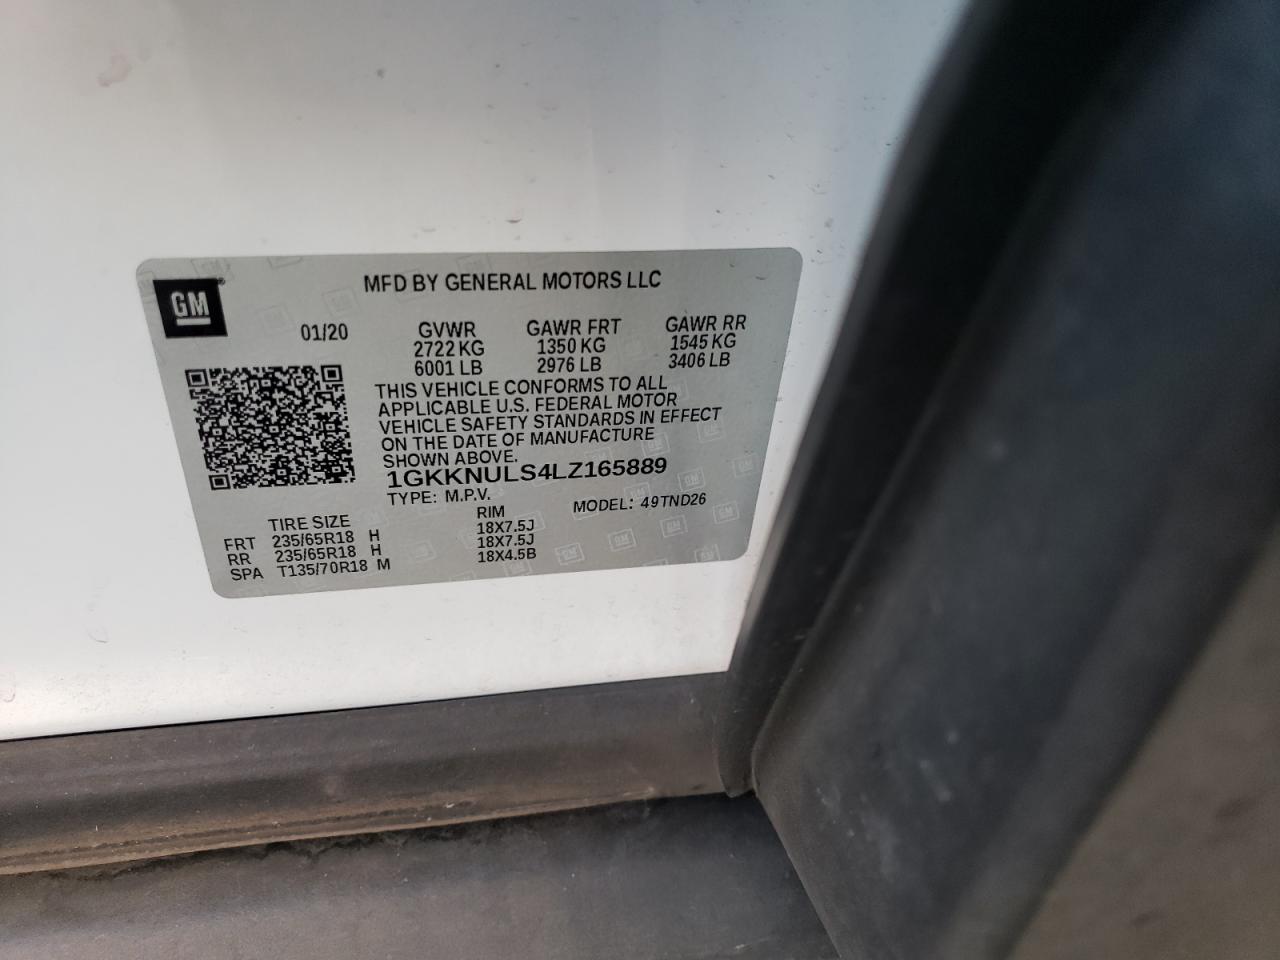 GM
MFD BY GENERAL MOTORS LLC
01/20 GVWR GAWR FRT GAWR RR
2722 KG 1350 KG 1545 KG
6001 LB 2976 LB 3406 LB
THIS VEHICLE CONFORMS TO ALL
APPLICABLE U.S. FEDERAL MOTOR
VEHICLE SAFETY STANDARDS IN EFFECT
ON THE DATE OF MANUFACTURE
SHOWN ABOVE.
1GKKNULS4LZ165889
TYPE: M.P.V. MODEL: 49TND26
TIRE SIZE RIM
FRT 235/65R18 H 18X7.5J
RR 235/65R18 H 18X7.5J
SPA T135/70R18 M 18X4.5B